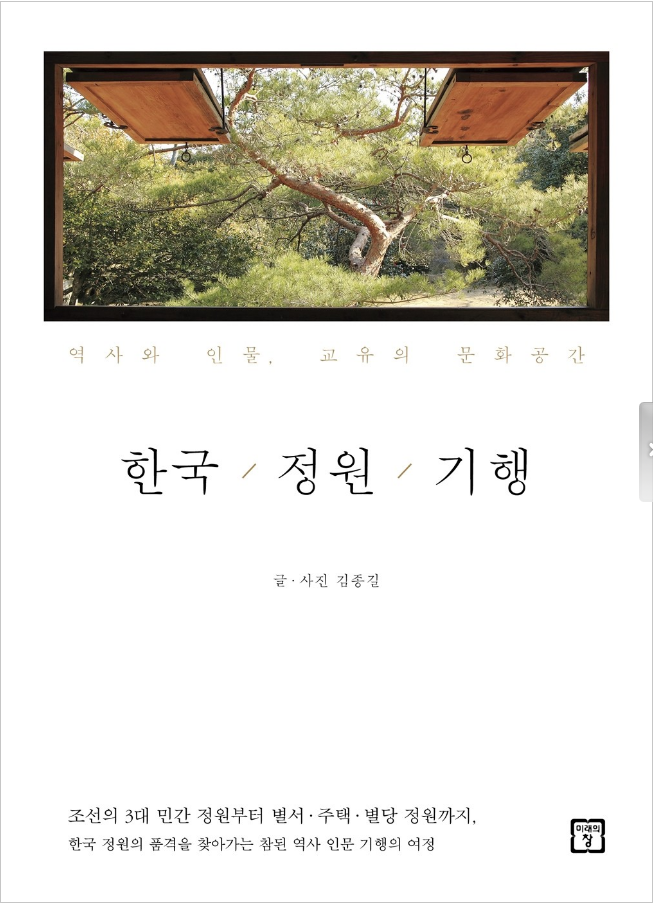 역사와 인물, 교유의 문화공간
한국 / 정원 / 기행
글·사진 김종길
조선의 3대 민간 정원부터 별서·주택·별당 정원까지,
한국 정원의 품격을 찾아가는 참된 역사 인문 기행의 여정
미래의
창